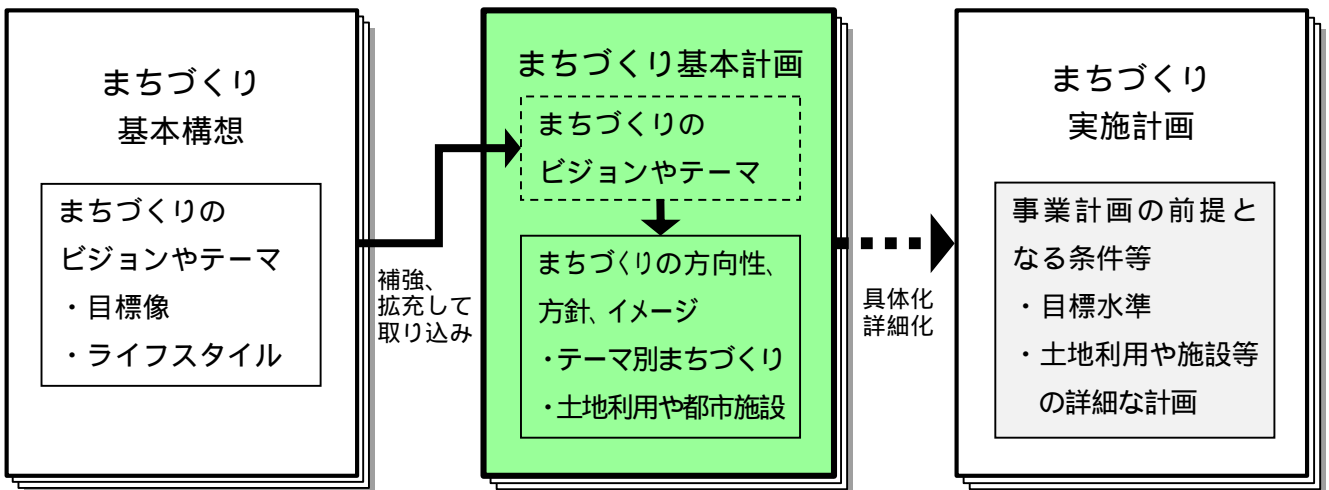 まちづくり
基本構想
まちづくりの
ビジョンやテーマ
・目標像
・ライフスタイル
補強、
拡充して
取り込み
まちづくり基本計画
まちづくりの
ビジョンやテーマ
まちづくりの方向性、
方針、イメージ
・テーマ別まちづくり
・土地利用や都市施設
具体化
詳細化
まちづくり
実施計画
事業計画の前提と
なる条件等
・目標水準
・土地利用や施設等
の詳細な計画